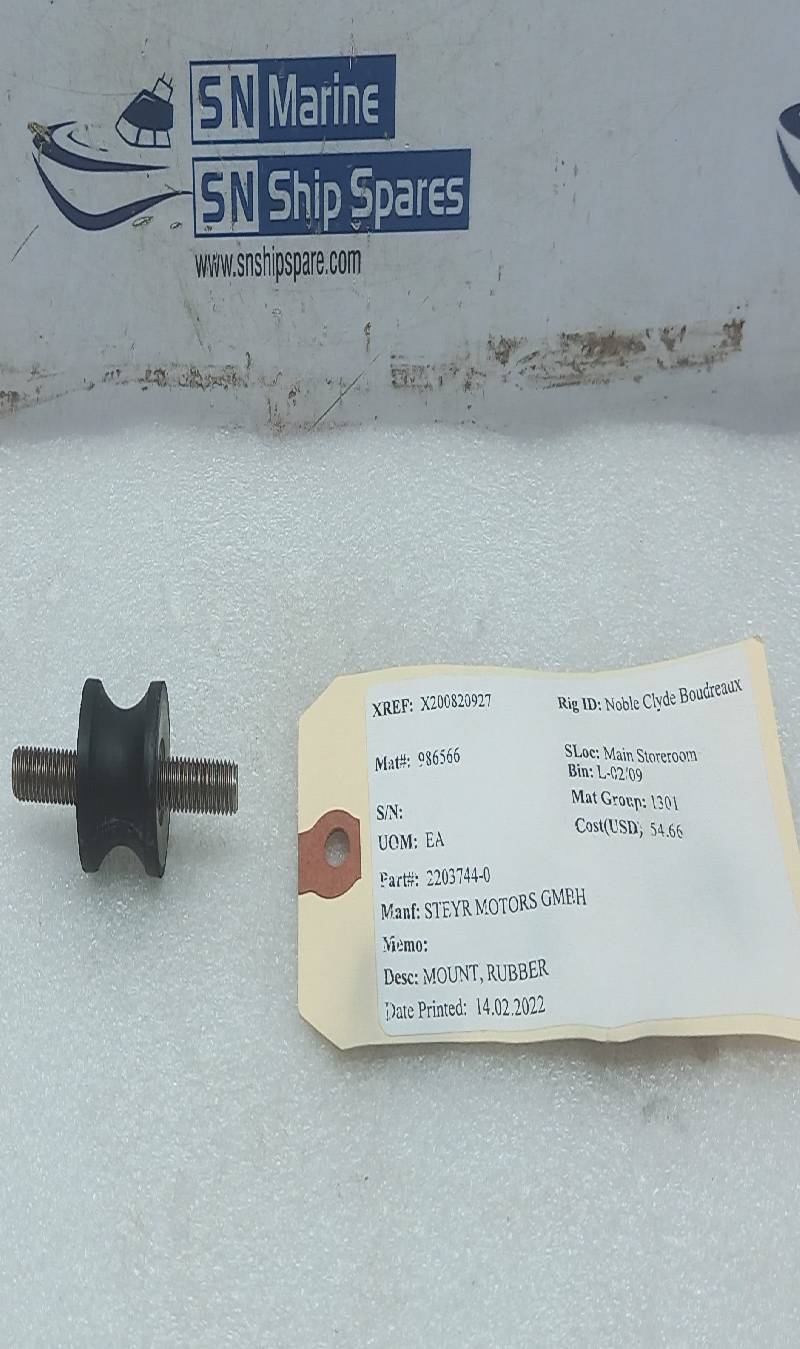 SN Marine
SN Ship Spares
www.snshipspare.com
XREF: X200820927
Rig ID: Noble Clyde Boudreaux
Mat#: 986566
SLoc: Main Storeroom
Bin: L-02/09
S/N:
Mat Group: 1301
UOM: EA
Cost(USD) 54.66
Part#: 2203744-0
Manf: STEYR MOTORS GMBH
Memo:
Desc: MOUNT, RUBBER
Date Printed: 14.02.2022